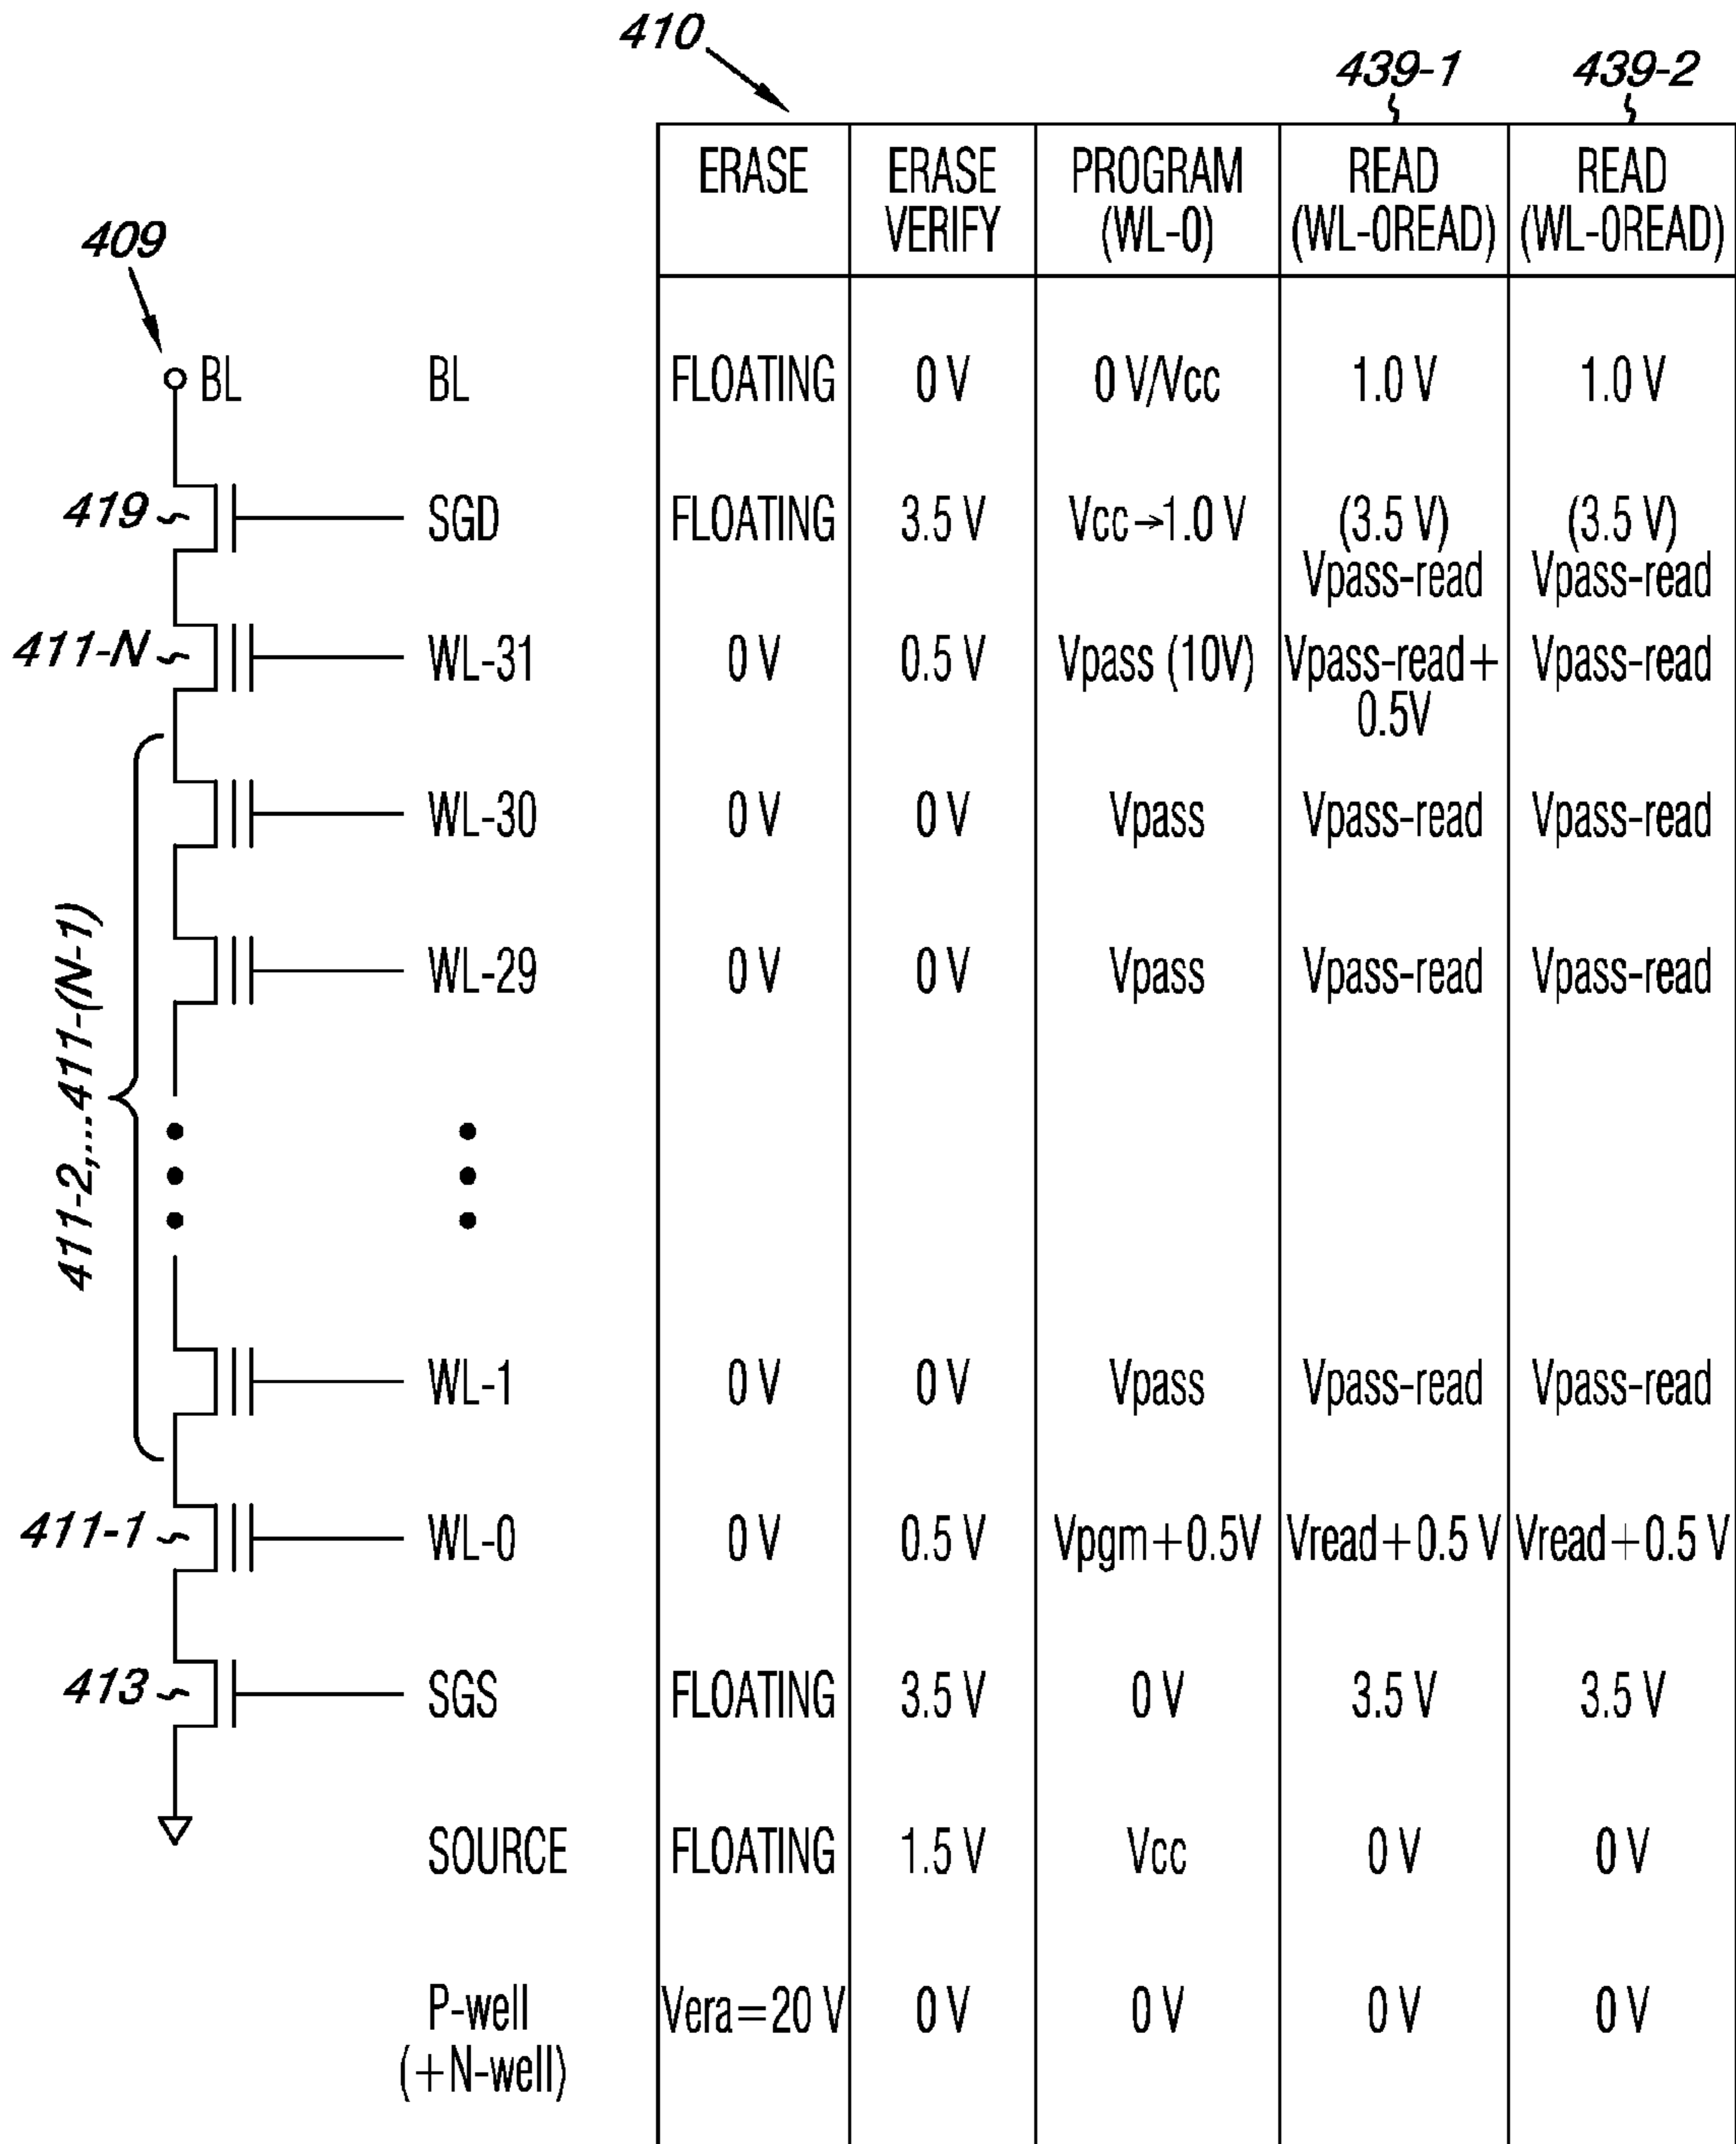 410
439-1 439-2
ERASE ERASE VERIFY PROGRAM (WL-0) READ (WL-0READ) READ (WL-0READ)
409
BL BL FLOATING 0 V 0 V/Vcc 1.0 V 1.0 V
419 SGD FLOATING 3.5 V Vcc→1.0 V (3.5 V) Vpass-read (3.5 V) Vpass-read
411-N WL-31 0 V 0.5 V Vpass (10V) Vpass-read+0.5V Vpass-read
WL-30 0 V 0 V Vpass Vpass-read Vpass-read
411-2,...411-(N-1)
WL-29 0 V 0 V Vpass Vpass-read Vpass-read
WL-1 0 V 0 V Vpass Vpass-read Vpass-read
411-1 WL-0 0 V 0.5 V Vpgm+0.5V Vread+0.5 V Vread+0.5 V
413 SGS FLOATING 3.5 V 0 V 3.5 V 3.5 V
SOURCE FLOATING 1.5 V Vcc 0 V 0 V
P-well (+N-well) Vera=20 V 0 V 0 V 0 V 0 V